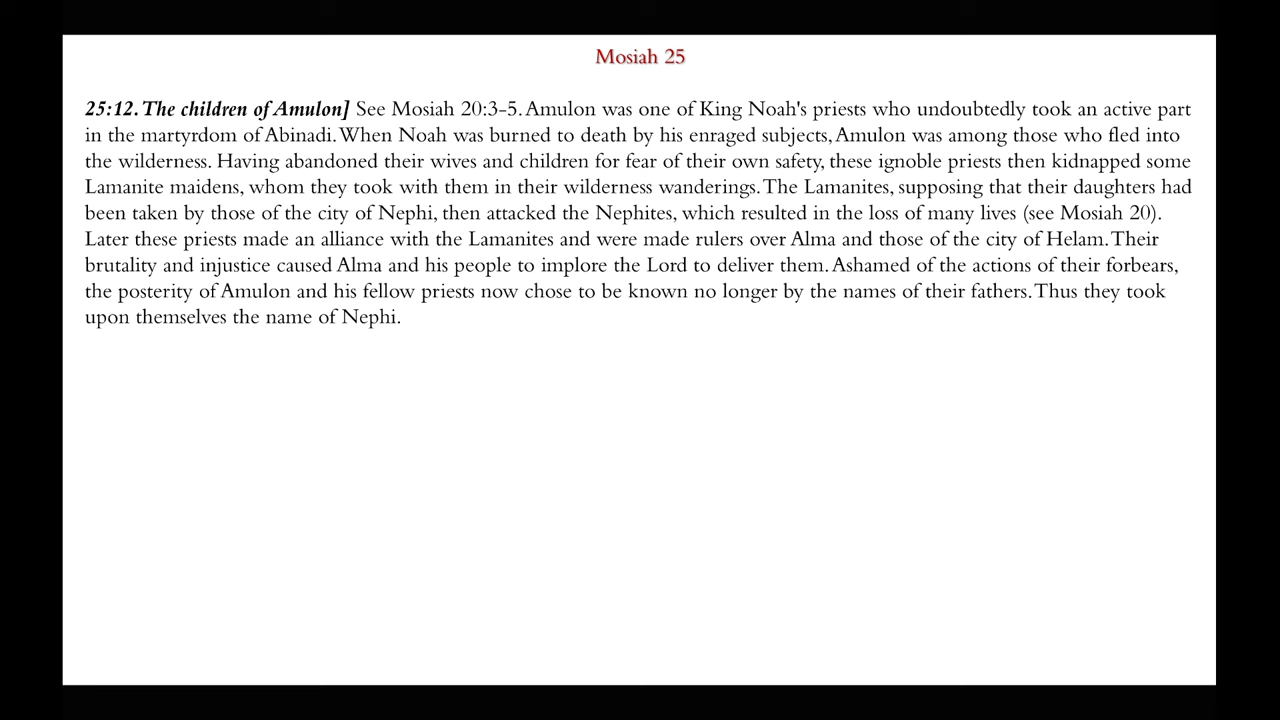 Mosiah 25
25:12. The children of Amulon] See Mosiah 20:3-5. Amulon was one of King Noah's priests who undoubtedly took an active part
in the martyrdom of Abinadi. When Noah was burned to death by his enraged subjects, Amulon was among those who fled into
the wilderness. Having abandoned their wives and children for fear of their own safety, these ignoble priests then kidnapped some
Lamanite maidens, whom they took with them in their wilderness wanderings. The Lamanites, supposing that their daughters had
been taken by those of the city of Nephi, then attacked the Nephites, which resulted in the loss of many lives (see Mosiah 20).
Later these priests made an alliance with the Lamanites and were made rulers over Alma and those of the city of Helam. Their
brutality and injustice caused Alma and his people to implore the Lord to deliver them. Ashamed of the actions of their forbears,
the posterity of Amulon and his fellow priests now chose to be known no longer by the names of their fathers. Thus they took
upon themselves the name of Nephi.